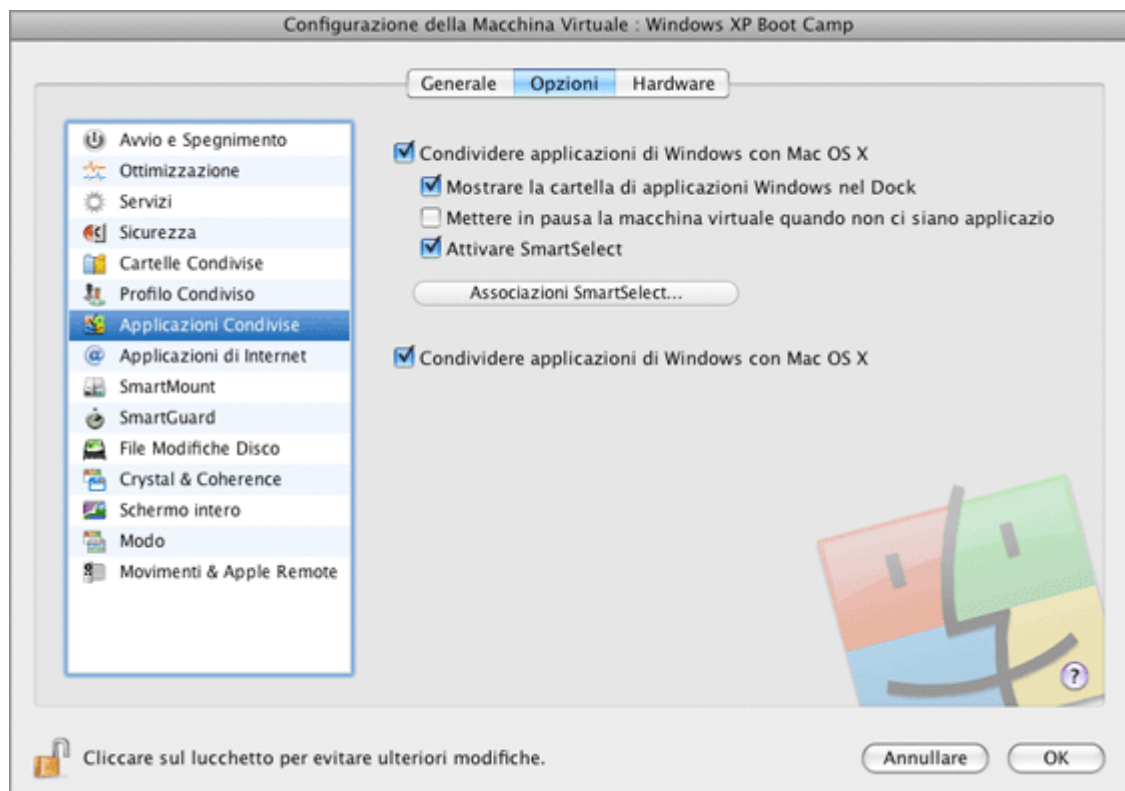 Configurazione della Macchina Virtuale : Windows XP Boot Camp
Generale
Opzioni
Hardware
Avvio e Spegnimento
Ottimizzazione
Servizi
Sicurezza
Cartelle Condivise
Profilo Condiviso
Applicazioni Condivise
Applicazioni di Internet
SmartMount
SmartGuard
File Modifiche Disco
Crystal & Coherence
Schermo intero
Modo
Movimenti & Apple Remote
Condividere applicazioni di Windows con Mac OS X
Mostrare la cartella di applicazioni Windows nel Dock
Mettere in pausa la macchina virtuale quando non ci siano applicazio
Attivare SmartSelect
Associazioni SmartSelect...
Condividere applicazioni di Windows con Mac OS X
?
Cliccare sul lucchetto per evitare ulteriori modifiche.
Annullare
OK